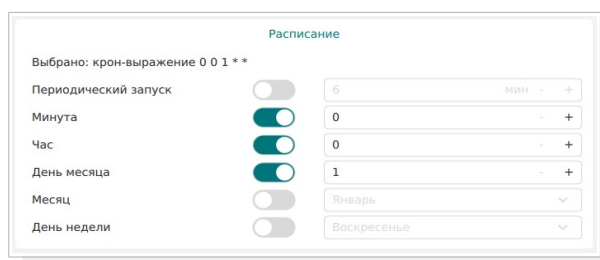 Расписание
Выбрано: крон-выражение 0 0 1 * *
Периодический запуск 6 мин - +
Минута 0 - +
Час 0 - +
День месяца 1 - +
Месяц Январь
День недели Воскресенье